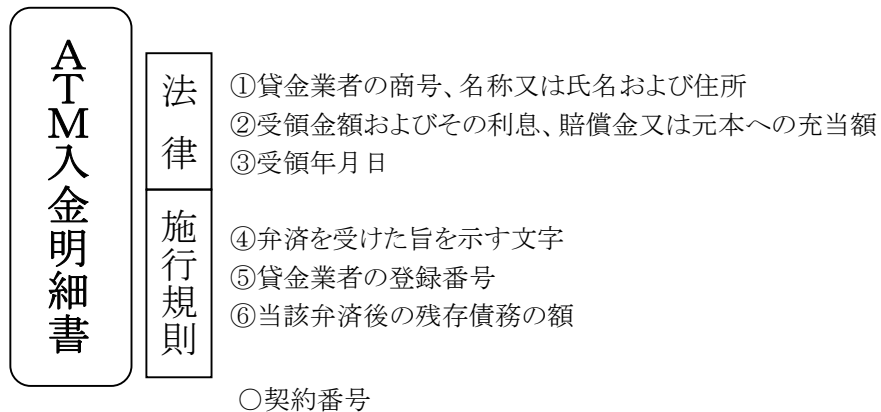 ATM入金明細書
法律
①貸金業者の商号、名称又は氏名および住所
②受領金額およびその利息、賠償金又は元本への充当額
③受領年月日
施行規則
④弁済を受けた旨を示す文字
⑤貸金業者の登録番号
⑥当該弁済後の残存債務の額
○契約番号